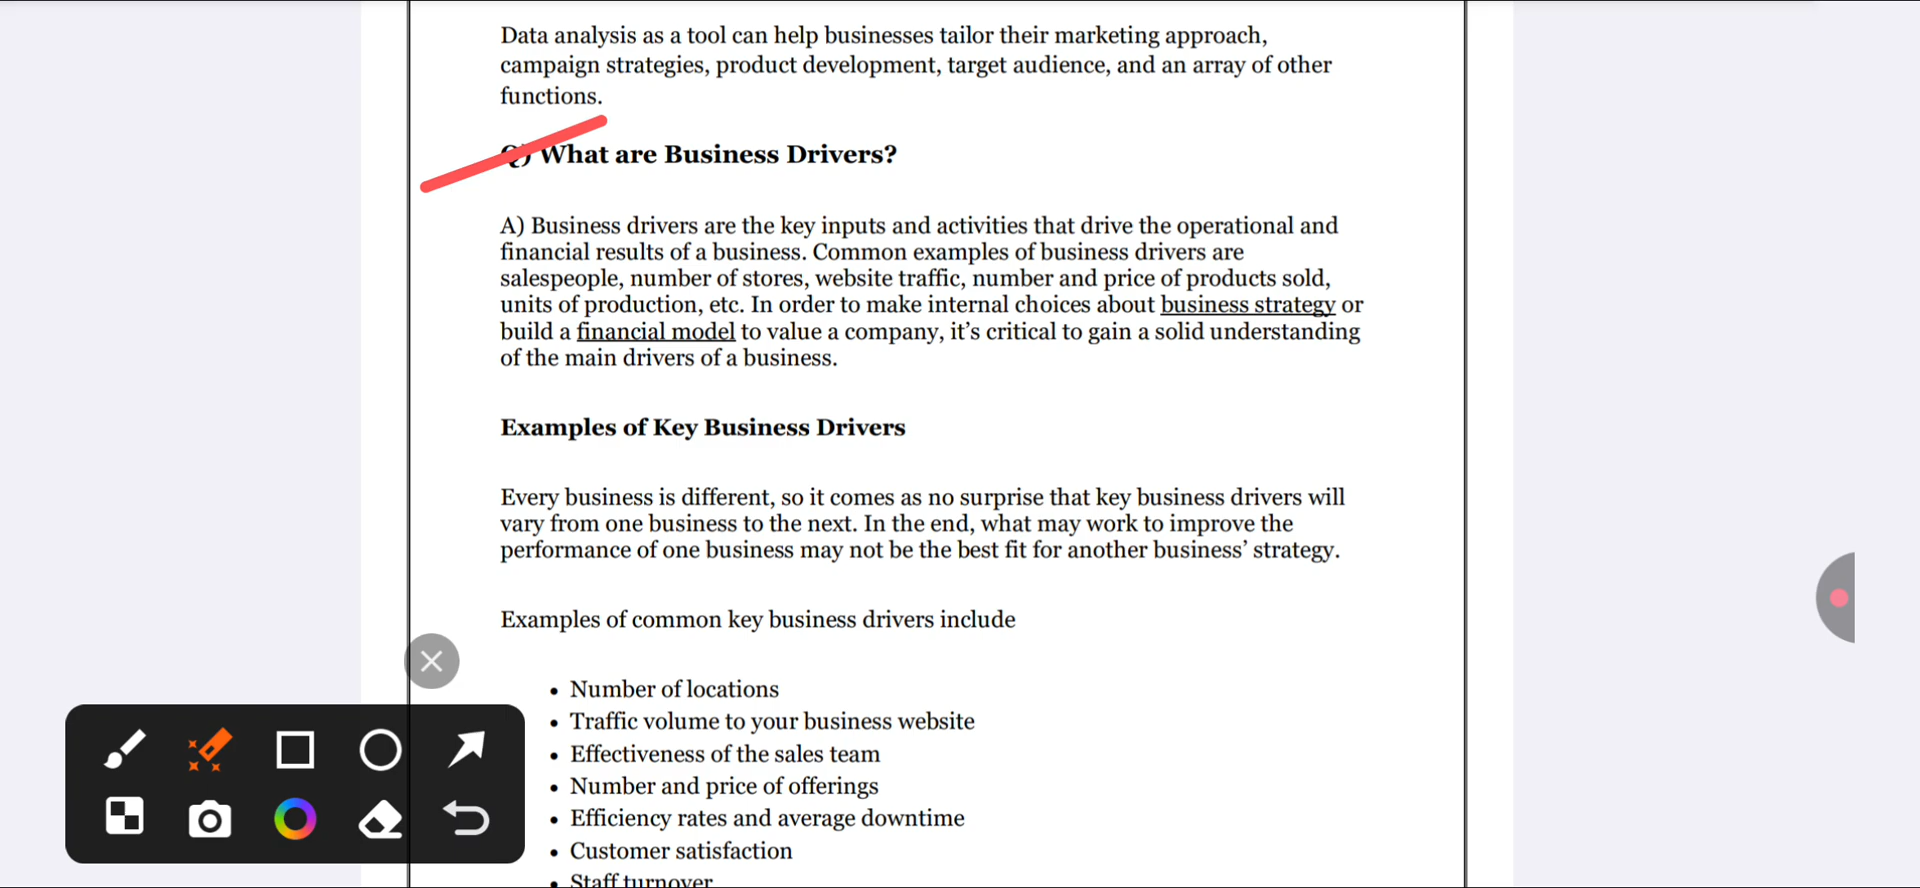 Data analysis as a tool can help businesses tailor their marketing approach,
campaign strategies, product development, target audience, and an array of other
functions.
Q) What are Business Drivers?
A) Business drivers are the key inputs and activities that drive the operational and
financial results of a business. Common examples of business drivers are
salespeople, number of stores, website traffic, number and price of products sold,
units of production, etc. In order to make internal choices about business strategy or
build a financial model to value a company, it’s critical to gain a solid understanding
of the main drivers of a business.
Examples of Key Business Drivers
Every business is different, so it comes as no surprise that key business drivers will
vary from one business to the next. In the end, what may work to improve the
performance of one business may not be the best fit for another business’ strategy.
Examples of common key business drivers include
• Number of locations
• Traffic volume to your business website
• Effectiveness of the sales team
• Number and price of offerings
• Efficiency rates and average downtime
• Customer satisfaction
• Staff turnover